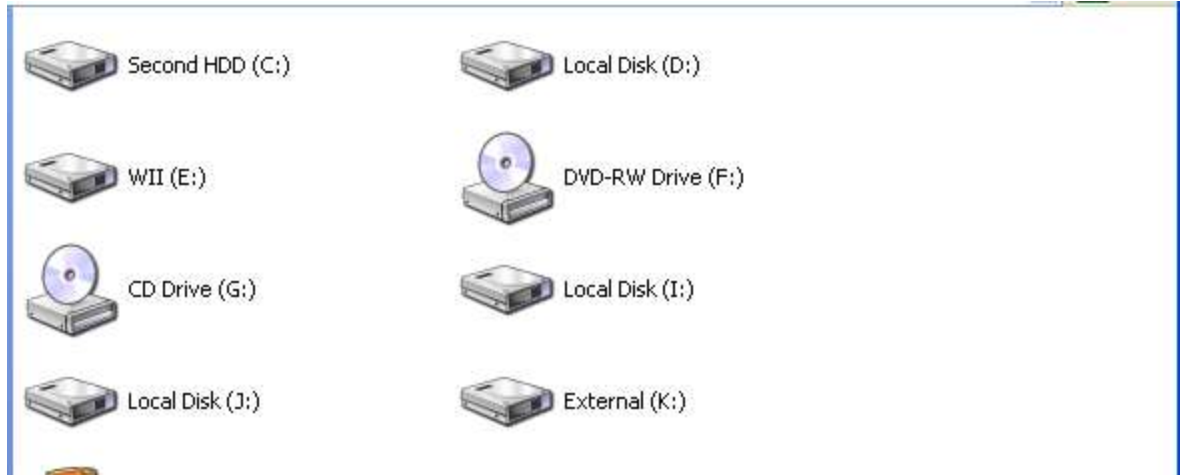 Second HDD (C:)
Local Disk (D:)
WII (E:)
DVD-RW Drive (F:)
CD Drive (G:)
Local Disk (I:)
Local Disk (J:)
External (K:)